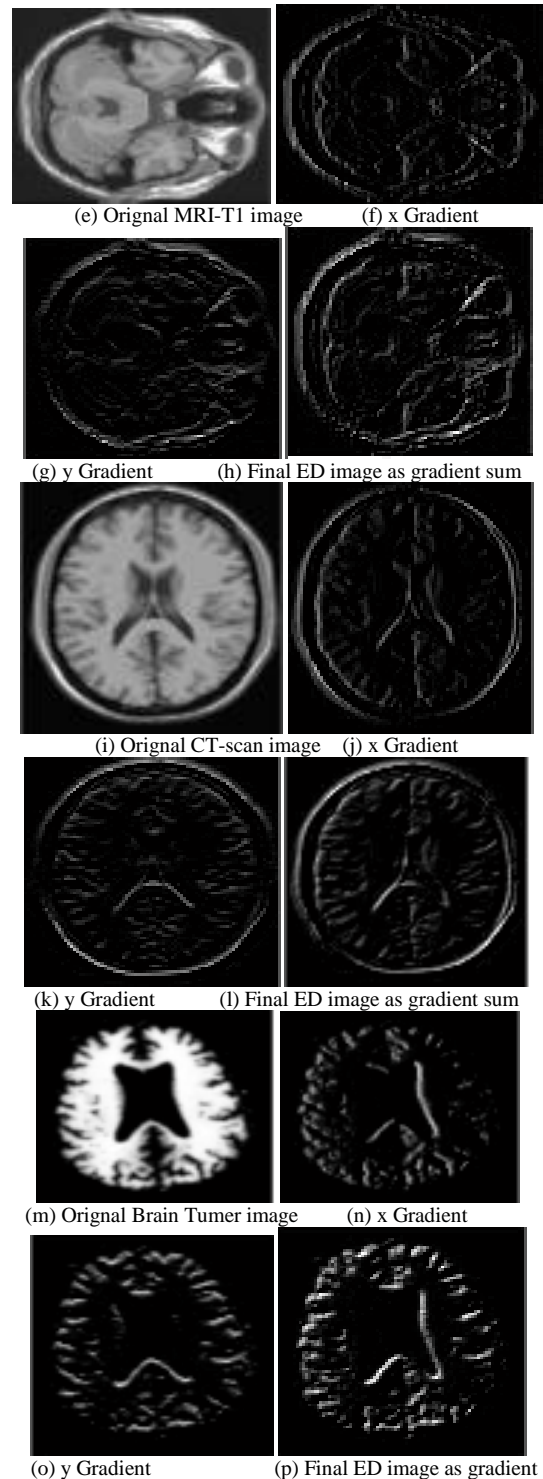 (e) Orignal MRI-T1 image (f) x Gradient
(g) y Gradient (h) Final ED image as gradient sum
(i) Orignal CT-scan image (j) x Gradient
(k) y Gradient (l) Final ED image as gradient sum
(m) Orignal Brain Tumer image (n) x Gradient
(o) y Gradient (p) Final ED image as gradient